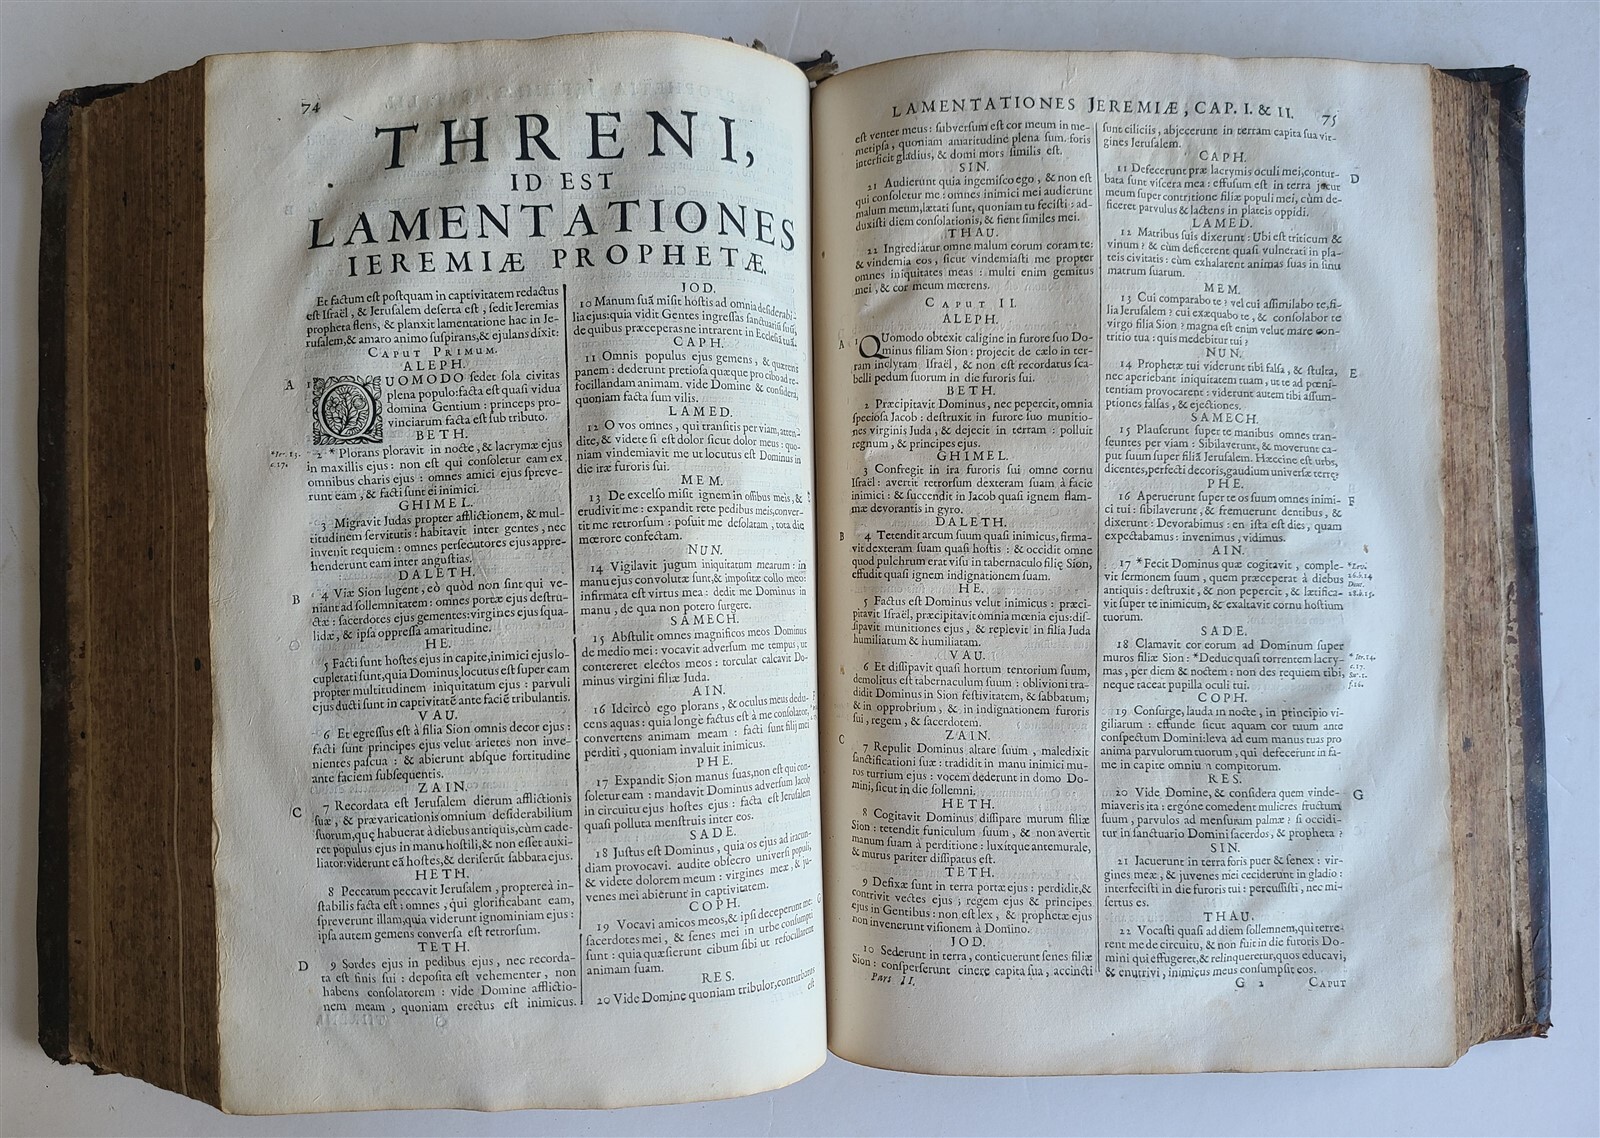 74
THRENI,
ID EST
LAMENTATIONES
IEREMIÆ PROPHETÆ.
Et factum eſt poſtquam in captivitatem redactus
eſt Iſraël, & Jeruſalem deſerta eſt, ſedit Jeremias
propheta flens, & planxit lamentatione hac in Je-
ruſalem, & amaro animo ſuſpirans, & ejulans dixit:
CAPUT PRIMUM.
ALEPH.
A
1 QUOMODO ſedet ſola civitas
plena populo: facta eſt quaſi vidua
domina Gentium: princeps pro-
vinciarum facta eſt ſub tributo.
BETH.
*Jer. 13.
c. 17.
2 * Plorans ploravit in nocte, & lacrymæ ejus
in maxillis ejus: non eſt qui conſoletur eam ex
omnibus charis ejus: omnes amici ejus ſpreve-
runt eam, & facti ſunt ei inimici.
GHIMEL.
3 Migravit Judas propter afflictionem, & mul-
titudinem ſervitutis: habitavit inter gentes, nec
invenit requiem: omnes perſecutores ejus appre-
henderunt eam inter anguſtias.
DALETH.
B
4 Viæ Sion lugent, eò quòd non ſint qui ve-
niant ad ſollemnitatem: omnes portæ ejus deſtru-
ctæ: ſacerdotes ejus gementes: virgines ejus ſqua-
lidæ, & ipſa oppreſſa amaritudine.
HE.
5 Facti ſunt hoſtes ejus in capite, inimici ejus lo-
cupletati ſunt, quia Dominus locutus eſt ſuper eam
propter multitudinem iniquitatum ejus: parvuli
ejus ducti ſunt in captivitatē ante faciē tribulantis.
VAU.
6 Et egreſſus eſt à filia Sion omnis decor ejus:
facti ſunt principes ejus velut arietes non inve-
nientes paſcua: & abierunt abſque fortitudine
ante faciem ſubſequentis.
ZAIN.
C
7 Recordata eſt Jeruſalem dierum afflictionis
ſuæ, & prævaricationis omnium deſiderabilium
ſuorum, quę habuerat à diebus antiquis, cùm cade-
ret populus ejus in manu hoſtili, & non eſſet auxi-
liator: viderunt eā hoſtes, & deriſerūt ſabbata ejus.
HETH.
8 Peccatum peccavit Jeruſalem, proptereà in-
ſtabilis facta eſt: omnes, qui glorificabant eam,
ſpreverunt illam, quia viderunt ignominiam ejus:
ipſa autem gemens converſa eſt retrorſum.
TETH.
D
9 Sordes ejus in pedibus ejus, nec recorda-
ta eſt finis ſui: depoſita eſt vehementer, non
habens conſolatorem: vide Domine afflictio-
nem meam, quoniam erectus eſt inimicus.
JOD.
10 Manum ſuā miſit hoſtis ad omnia deſiderabi-
lia ejus: quia vidit Gentes ingreſſas ſanctuariū ſuū,
de quibus præceperas ne intrarent in Eccleſiā tuā.
CAPH.
11 Omnis populus ejus gemens, & quærens
panem: dederunt pretioſa quæque pro cibo ad re-
focillandam animam. vide Domine & conſidera,
quoniam facta ſum vilis.
LAMED.
12 O vos omnes, qui tranſitis per viam, atten-
dite, & videte ſi eſt dolor ſicut dolor meus: quo-
niam vindemiavit me ut locutus eſt Dominus in
die iræ furoris ſui.
MEM.
13 De excelſo miſit ignem in oſſibus meis, &
erudivit me: expandit rete pedibus meis, conver-
tit me retrorſum: poſuit me deſolatam, tota die
mœrore confectam.
NUN.
14 Vigilavit jugum iniquitatum mearum: in
manu ejus convolutæ ſunt, & impoſitæ collo meo:
infirmata eſt virtus mea: dedit me Dominus in
manu, de qua non potero ſurgere.
SAMECH.
15 Abſtulit omnes magnificos meos Dominus
de medio mei: vocavit adverſum me tempus, ut
contereret electos meos: torcular calcavit Do-
minus virgini filiæ Juda.
AIN.
16 Idcircò ego plorans, & oculus meus dedu-
cens aquas: quia longè factus eſt à me conſolator,
convertens animam meam: facti ſunt filij mei
perditi, quoniam invaluit inimicus.
PHE.
17 Expandit Sion manus ſuas, non eſt qui con-
ſoletur eam: mandavit Dominus adverſum Jacob
in circuitu ejus hoſtes ejus: facta eſt Jeruſalem
quaſi polluta menſtruis inter eos.
SADE.
18 Juſtus eſt Dominus, quia os ejus ad iracun-
diam provocavi. audite obſecro univerſi populi,
& videte dolorem meum: virgines meæ, & ju-
venes mei abierunt in captivitatem.
COPH.
19 Vocavi amicos meos, & ipſi deceperunt me:
ſacerdotes mei, & ſenes mei in urbe conſumpti
ſunt: quia quæſierunt cibum ſibi ut refocillarent
animam ſuam.
RES.
20 Vide Domine quoniam tribulor, conturbatus
eſt
LAMENTATIONES JEREMIÆ, CAP. I. & II. 75
eſt venter meus: ſubverſum eſt cor meum in me-
metipſa, quoniam amaritudine plena ſum. foris
interficit gladius, & domi mors ſimilis eſt.
SIN.
21 Audierunt quia ingemiſco ego, & non eſt
qui conſoletur me: omnes inimici mei audierunt
malum meum, lætati ſunt, quoniam tu feciſti: ad-
duxiſti diem conſolationis, & fient ſimiles mei.
THAU.
22 Ingrediátur omne malum eorum coram te:
& vindemia eos, ſicut vindemiaſti me propter
omnes iniquitates meas: multi enim gemitus
mei, & cor meum mœrens.
CAPUT II.
ALEPH.
A
1 QUomodo obtexit caligine in furore ſuo Do-
minus filiam Sion: projecit de cælo in ter-
ram inclytam Iſraël, & non eſt recordatus ſca-
belli pedum ſuorum in die furoris ſui.
BETH.
2 Præcipitavit Dominus, nec pepercit, omnia
ſpecioſa Jacob: deſtruxit in furore ſuo munitio-
nes virginis Juda, & dejecit in terram: polluit
regnum, & principes ejus.
GHIMEL.
3 Confregit in ira furoris ſui omne cornu
Iſraël: avertit retrorſum dexteram ſuam à facie
inimici: & ſuccendit in Jacob quaſi ignem flam-
mæ devorantis in gyro.
DALETH.
B
4 Tetendit arcum ſuum quaſi inimicus, firma-
vit dexteram ſuam quaſi hoſtis: & occidit omne
quod pulchrum erat viſu in tabernaculo filię Sion,
effudit quaſi ignem indignationem ſuam.
HE.
5 Factus eſt Dominus velut inimicus: præci-
pitavit Iſraël, præcipitavit omnia mœnia ejus: diſ-
ſipavit munitiones ejus, & replevit in filia Juda
humiliatum & humiliatam.
VAU.
6 Et diſſipavit quaſi hortum tentorium ſuum,
demolitus eſt tabernaculum ſuum: oblivioni tra-
didit Dominus in Sion feſtivitatem, & ſabbatum;
& in opprobrium, & in indignationem furoris
ſui, regem, & ſacerdotem.
ZAIN.
C
7 Repulit Dominus altare ſuum, maledixit
ſanctificationi ſuæ: tradidit in manu inimici mu-
ros turrium ejus: vocem dederunt in domo Do-
mini, ſicut in die ſollemni.
HETH.
8 Cogitavit Dominus diſſipare murum filiæ
Sion: tetendit funiculum ſuum, & non avertit
manum ſuam à perditione: luxitque antemurale,
& murus pariter diſſipatus eſt.
TETH.
9 Defixæ ſunt in terra portæ ejus: perdidit, &
contrivit vectes ejus; regem ejus & principes
ejus in Gentibus: non eſt lex, & prophetæ ejus
non invenerunt viſionem à Domino.
JOD.
10 Sederunt in terra, conticuerunt ſenes filiæ
Sion: conſperſerunt cinere capita ſua, accincti
Pars II.
ſunt ciliciis, abjecerunt in terram capita ſua vir-
gines Jeruſalem.
CAPH.
D
11 Defecerunt præ lacrymis oculi mei, contur-
bata ſunt viſcera mea: effuſum eſt in terra jecur
meum ſuper contritione filiæ populi mei, cùm de-
ficeret parvulus & lactens in plateis oppidi.
LAMED.
12 Matribus ſuis dixerunt: Ubi eſt triticum &
vinum? & cùm deficerent quaſi vulnerati in pla-
teis civitatis: cùm exhalarent animas ſuas in ſinu
matrum ſuarum.
MEM.
13 Cui comparabo te? vel cui aſſimilabo te, fi-
lia Jeruſalem? cui exæquabo te, & conſolabor te
virgo filia Sion? magna eſt enim velut mare con-
tritio tua: quis medebitur tui?
NUN.
E
14 Prophetæ tui viderunt tibi falſa, & ſtulta,
nec aperiebant iniquitatem tuam, ut te ad pœni-
tentiam provocarent: viderunt autem tibi aſſum-
ptiones falſas, & ejectiones.
SAMECH.
15 Plauſerunt ſuper te manibus omnes tran-
ſeuntes per viam: Sibilaverunt, & moverunt ca-
put ſuum ſuper filiā Jeruſalem. Hæccine eſt urbs,
dicentes, perfecti decoris, gaudium univerſæ terræ?
PHE.
F
16 Aperuerunt ſuper te os ſuum omnes inimi-
ci tui: ſibilaverunt, & fremuerunt dentibus, &
dixerunt: Devorabimus: en iſta eſt dies, quam
expectabamus: invenimus, vidimus.
AIN.
17 *Fecit Dominus quæ cogitavit, comple-
vit ſermonem ſuum, quem præceperat à diebus
antiquis: deſtruxit, & non pepercit, & lætifica-
vit ſuper te inimicum, & exaltavit cornu hoſtium
tuorum.
*Levi.
26. b. 14
Deut.
28. b. 15.
SADE.
18 Clamavit cor eorum ad Dominum ſuper
muros filiæ Sion: *Deduc quaſi torrentem lacry-
mas, per diem & noctem: non des requiem tibi,
neque taceat pupilla oculi tui.
* Jer. 14.
c. 17.
COPH.
19 Conſurge, lauda in nocte, in principio vi-
giliarum: effunde ſicut aquam cor tuum ante
conſpectum Domini: leva ad eum manus tuas pro
anima parvulorum tuorum, qui defecerunt in fa-
me in capite omnium compitorum.
RES.
G
20 Vide Domine, & conſidera quem vinde-
miaveris ita: ergóne comedent mulieres fructum
ſuum, parvulos ad menſuram palmæ? ſi occidi-
tur in ſanctuario Domini ſacerdos, & propheta?
SIN.
21 Jacuerunt in terra foris puer & ſenex: vir-
gines meæ, & juvenes mei ceciderunt in gladio:
interfeciſti in die furoris tui: percuſſiſti, nec mi-
ſertus es.
THAU.
22 Vocaſti quaſi ad diem ſollemnem, qui terre-
rent me de circuitu, & non fuit in die furoris Do-
mini qui effugeret, & relinqueretur, quos educavi,
& enutrivi, inimicus meus conſumpſit eos.
G 2 CAPUT